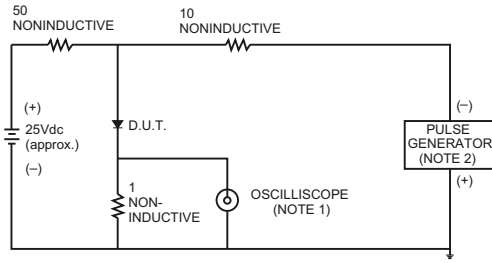 50
NONINDUCTIVE
10
NONINDUCTIVE
(+)
25Vdc
(approx.)
(–)
D.U.T.
1
NON-
INDUCTIVE
OSCILLISCOPE
(NOTE 1)
(–)
PULSE
GENERATOR
(NOTE 2)
(+)